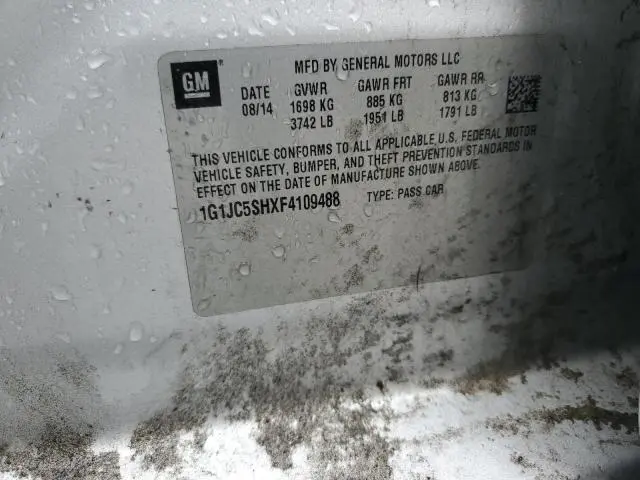 GM
MFD BY GENERAL MOTORS LLC
DATE GVWR GAWR FRT GAWR RR
08/14 1698 KG 885 KG 813 KG
3742 LB 1951 LB 1791 LB
THIS VEHICLE CONFORMS TO ALL APPLICABLE U.S. FEDERAL MOTOR
VEHICLE SAFETY, BUMPER, AND THEFT PREVENTION STANDARDS IN
EFFECT ON THE DATE OF MANUFACTURE SHOWN ABOVE.
1G1JC5SHXF4109488 TYPE: PASS CAR